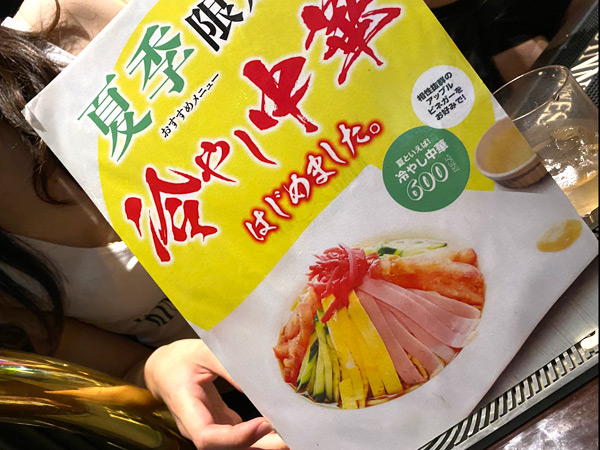 夏季限
おすすめメニュー
冷やし中華
はじめました。
相性抜群の
アップル
ビネガーを
お好みで!
夏といえば!
冷やし中華
600